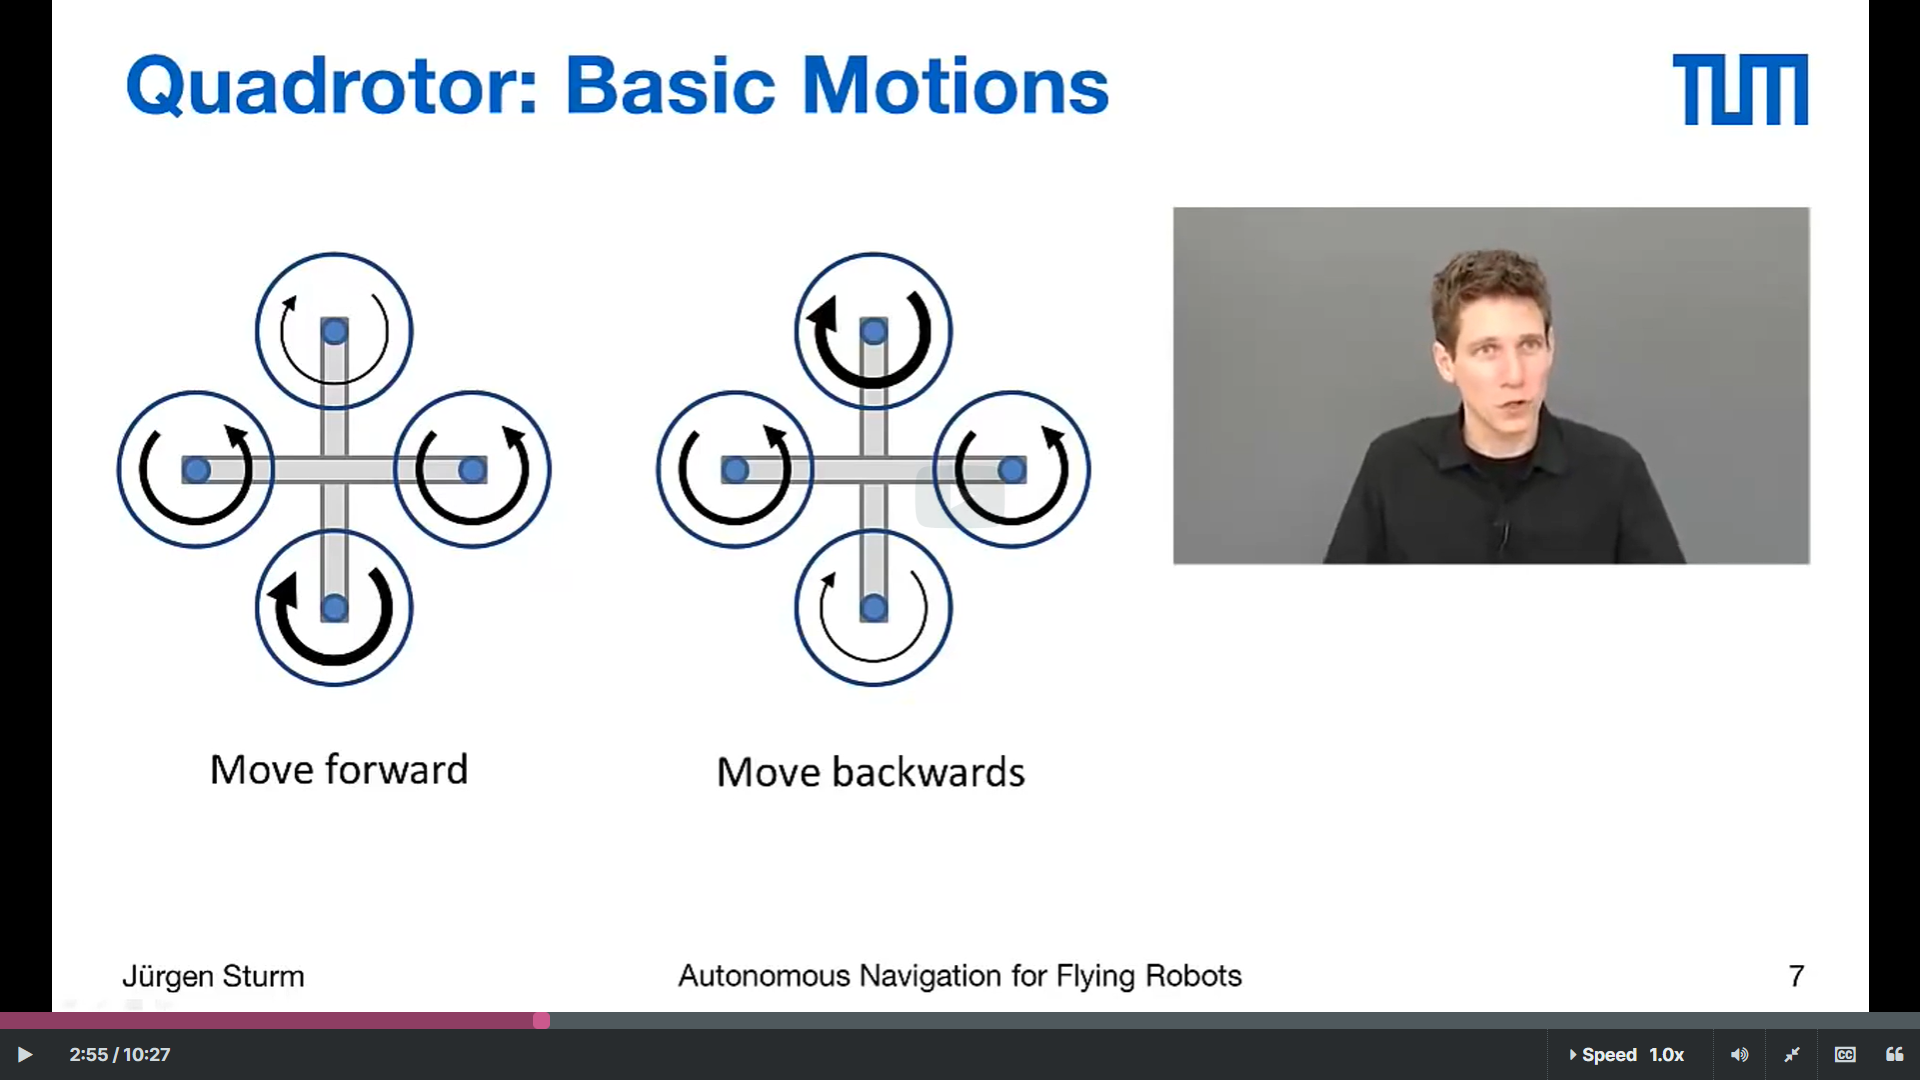 Quadrotor: Basic Motions
TUM
Move forward
Move backwards
Jürgen Sturm
Autonomous Navigation for Flying Robots
7
2:55 / 10:27
Speed 1.0x
CC